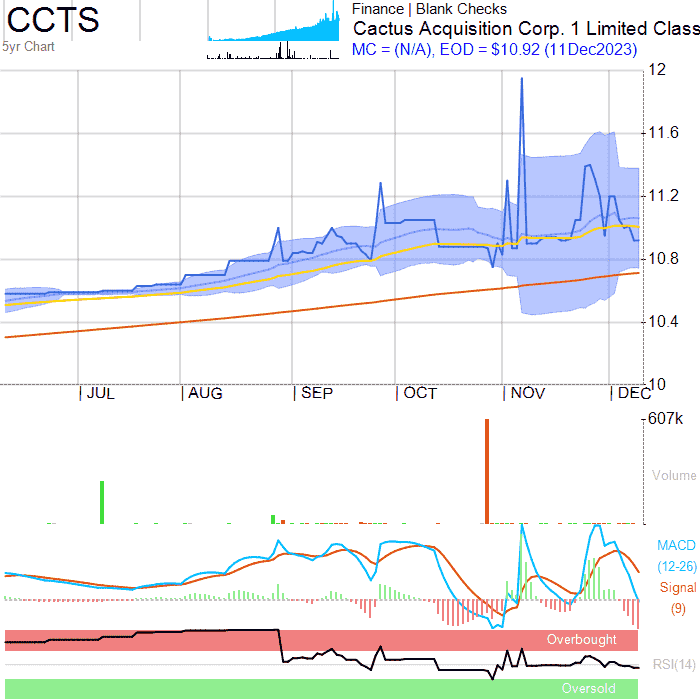 CCTS
5yr Chart
Finance | Blank Checks
Cactus Acquisition Corp. 1 Limited Class
MC = (N/A), EOD = $10.92 (11Dec2023)
12
11.6
11.2
10.8
10.4
10
JUL AUG SEP OCT NOV DEC
607k
Volume
MACD
(12-26)
Signal
(9)
Overbought
RSI(14)
Oversold